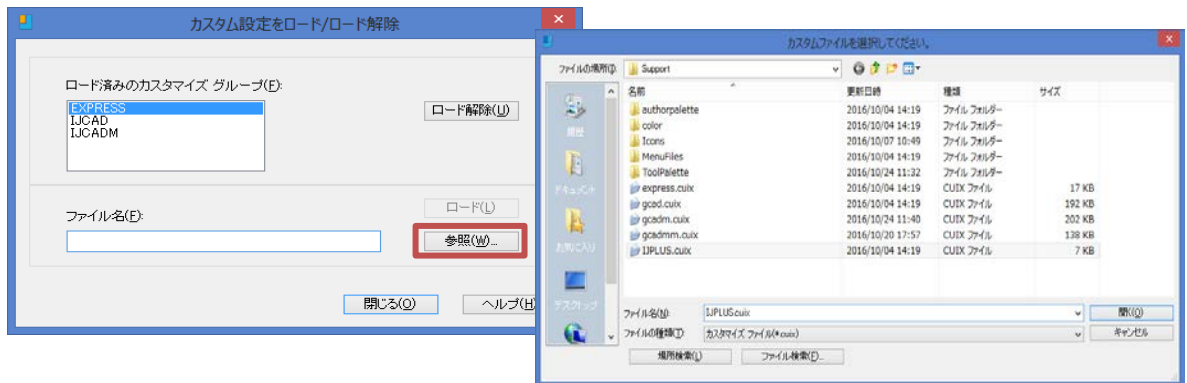 カスタム設定をロード/ロード解除
ロード済みのカスタマイズ グループ(F):
EXPRESS
IJCAD
IJCADM
ロード解除(U)
ファイル名(F):
ロード(L)
参照(W)...
閉じる(O)
ヘルプ(H)
カスタムファイルを選択してください。
ファイルの場所(I):
Support
名前 更新日時 種類 サイズ
authorpalette 2016/10/04 14:19 ファイル フォルダー
color 2016/10/04 14:19 ファイル フォルダー
Icons 2016/10/07 10:49 ファイル フォルダー
MenuFiles 2016/10/04 14:19 ファイル フォルダー
ToolPalette 2016/10/24 11:32 ファイル フォルダー
express.cuix 2016/10/04 14:19 CUIX ファイル 17 KB
gcad.cuix 2016/10/04 14:19 CUIX ファイル 192 KB
gcadm.cuix 2016/10/24 11:40 CUIX ファイル 202 KB
gcadmm.cuix 2016/10/20 17:57 CUIX ファイル 138 KB
IJPLUS.cuix 2016/10/04 14:19 CUIX ファイル 7 KB
履歴
ドキュメント
お気に入り
デスクトップ
ファイル名(N): IJPLUS.cuix 開く(O)
ファイルの種類(T): カスタマイズ ファイル(*.cuix) キャンセル
場所検索(L) ファイル検索(F)...